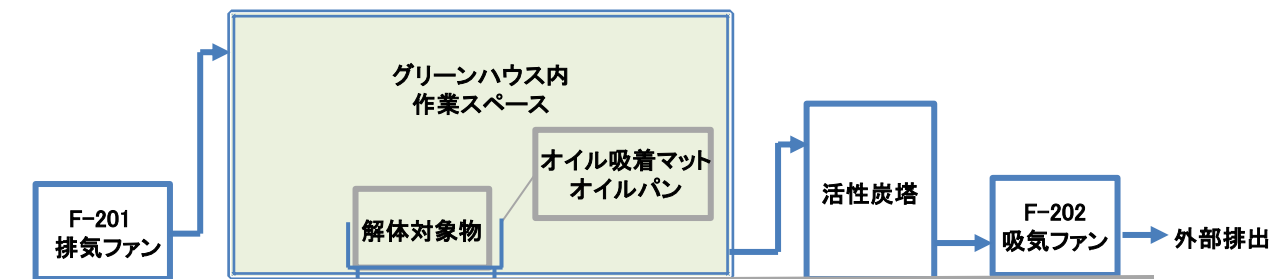 グリーンハウス内
作業スペース
オイル吸着マット
オイルパン
解体対象物
F-201
排気ファン
活性炭塔
F-202
吸気ファン
外部排出